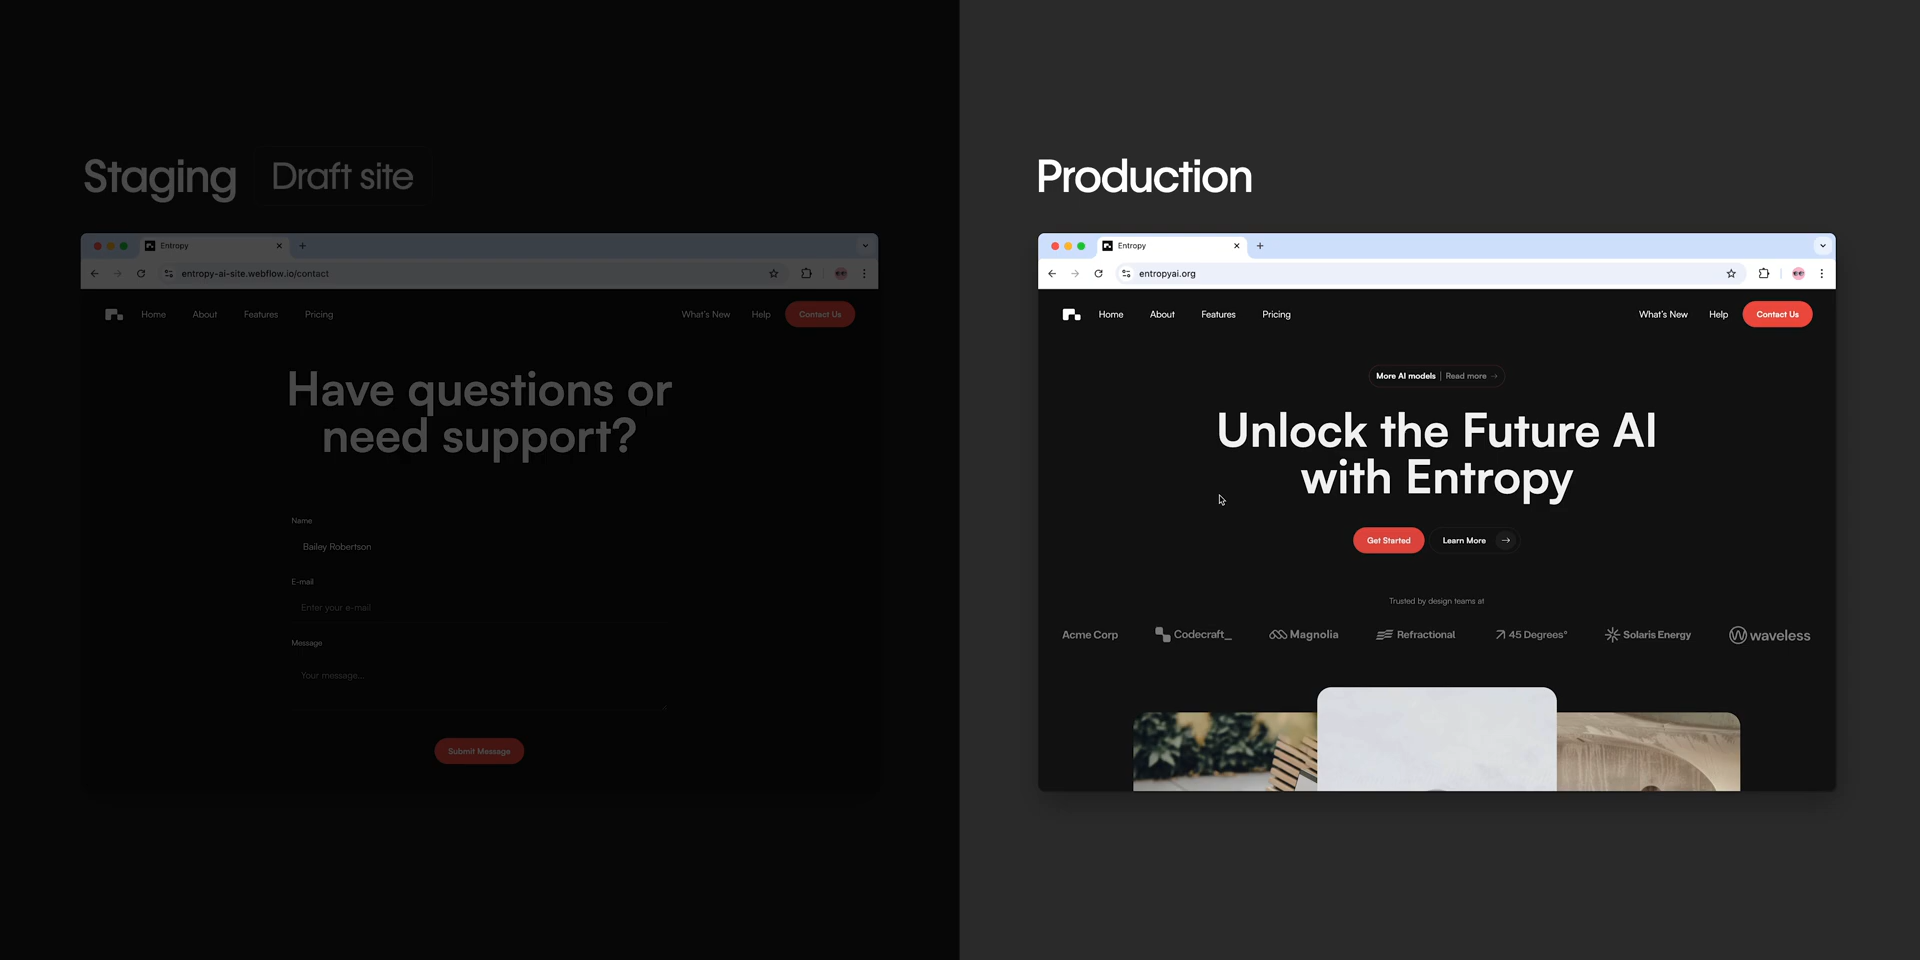 Staging
Draft site
Entropy
entropy-ai-site.webflow.io/contact
Home
About
Features
Pricing
What's New
Help
Contact Us
Have questions or
need support?
Name
Bailey Robertson
E-mail
Enter your e-mail
Message
Your message...
Submit Message
Production
Entropy
entropyai.org
Home
About
Features
Pricing
What's New
Help
Contact Us
More AI models | Read more →
Unlock the Future AI
with Entropy
Get Started
Learn More →
Trusted by design teams at
Acme Corp
Codecraft_
Magnolia
Refractional
45 Degrees°
Solaris Energy
waveless